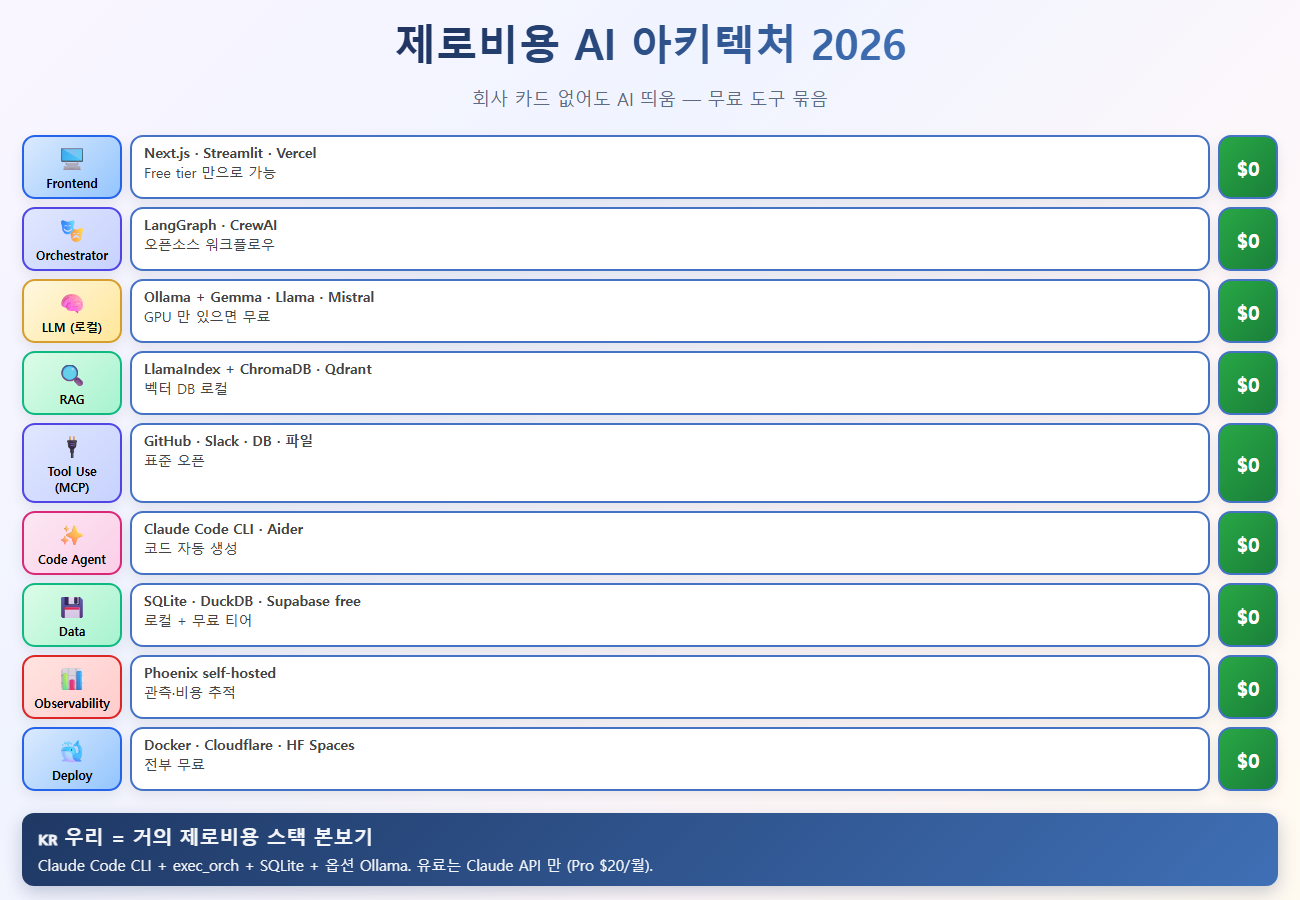 제로비용 AI 아키텍처 2026
회사 카드 없어도 AI 띄움 — 무료 도구 묶음
Frontend
Next.js · Streamlit · Vercel
Free tier 만으로 가능
$0
Orchestrator
LangGraph · CrewAI
오픈소스 워크플로우
$0
LLM (로컬)
Ollama + Gemma · Llama · Mistral
GPU 만 있으면 무료
$0
RAG
LlamaIndex + ChromaDB · Qdrant
벡터 DB 로컬
$0
Tool Use
(MCP)
GitHub · Slack · DB · 파일
표준 오픈
$0
Code Agent
Claude Code CLI · Aider
코드 자동 생성
$0
Data
SQLite · DuckDB · Supabase free
로컬 + 무료 티어
$0
Observability
Phoenix self-hosted
관측·비용 추적
$0
Deploy
Docker · Cloudflare · HF Spaces
전부 무료
$0
KR 우리 = 거의 제로비용 스택 본보기
Claude Code CLI + exec_orch + SQLite + 옵션 Ollama. 유료는 Claude API 만 (Pro $20/월).